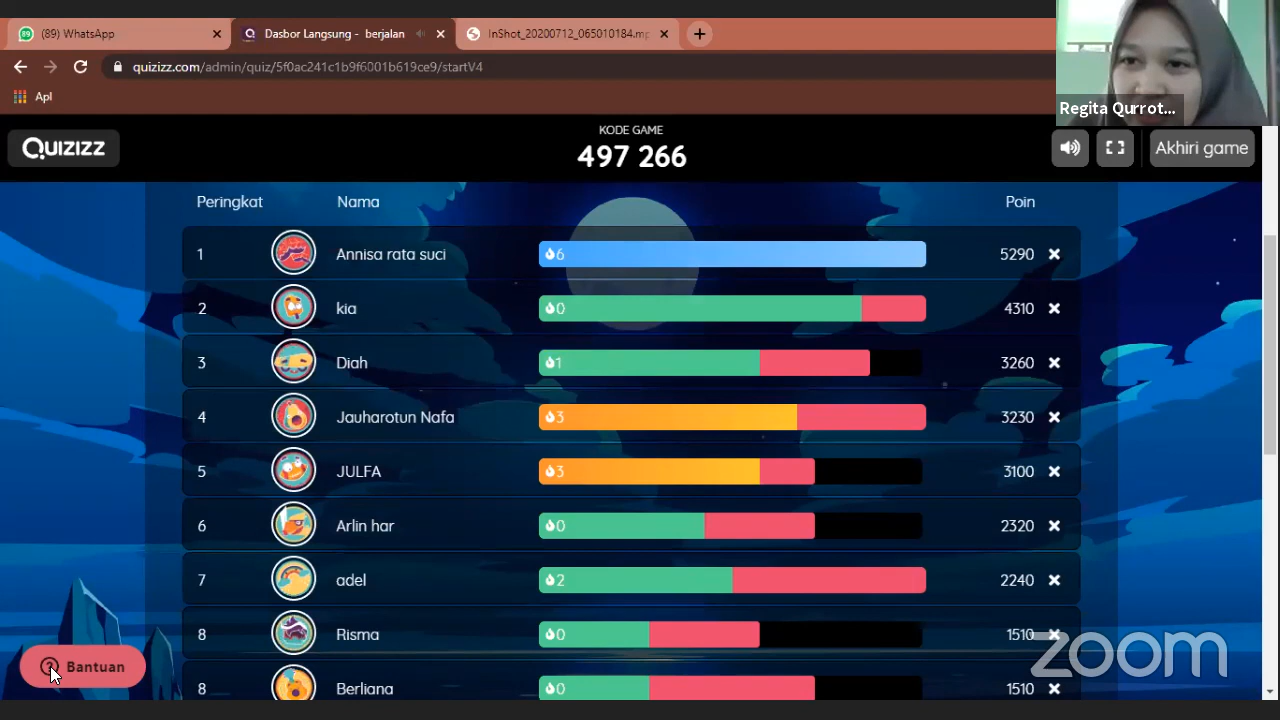 (89) WhatsApp
Dasbor Langsung - berjalan
InShot_20200712_065010184.mp
quizizz.com/admin/quiz/5f0ac241c1b9f6001b619ce9/startV4
Apl
Regita Qurrot...
Quizizz
KODE GAME
497 266
Akhiri game
Peringkat Nama Poin
1 Annisa rata suci 6 5290
2 kia 0 4310
3 Diah 1 3260
4 Jauharotun Nafa 3 3230
5 JULFA 3 3100
6 Arlin har 0 2320
7 adel 2 2240
8 Risma 0 1510
8 Berliana 0 1510
? Bantuan
zoom